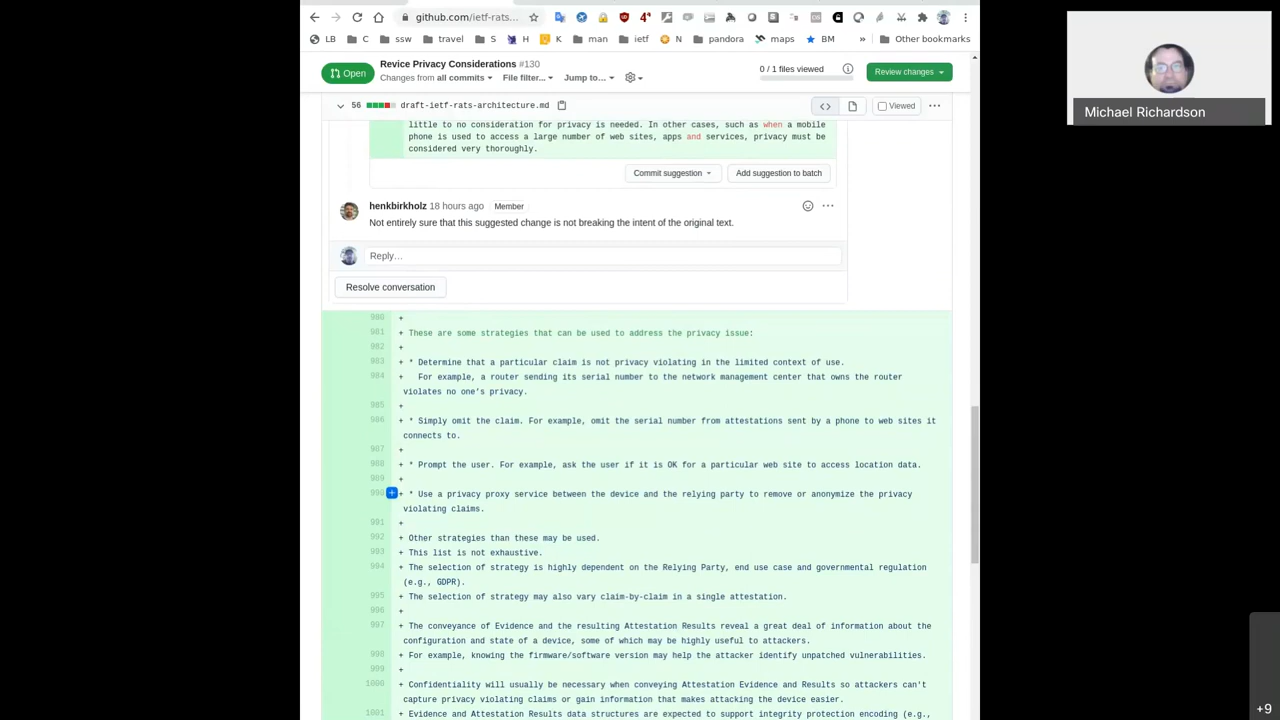 github.com/ietf-rats...
LB C ssw travel S H K man ietf N pandora maps BM » Other bookmarks
Open
Revice Privacy Considerations #130
Changes from all commits File filter... Jump to...
0 / 1 files viewed
Review changes
56 draft-ietf-rats-architecture.md
Viewed
little to no consideration for privacy is needed. In other cases, such as when a mobile
phone is used to access a large number of web sites, apps and services, privacy must be
considered very thoroughly.
Commit suggestion
Add suggestion to batch
henkbirkholz 18 hours ago Member
Not entirely sure that this suggested change is not breaking the intent of the original text.
Reply...
Resolve conversation
980 +
981 + These are some strategies that can be used to address the privacy issue:
982 +
983 + * Determine that a particular claim is not privacy violating in the limited context of use.
984 + For example, a router sending its serial number to the network management center that owns the router
violates no one's privacy.
985 +
986 + * Simply omit the claim. For example, omit the serial number from attestations sent by a phone to web sites it
connects to.
987 +
988 + * Prompt the user. For example, ask the user if it is OK for a particular web site to access location data.
989 +
990 + * Use a privacy proxy service between the device and the relying party to remove or anonymize the privacy
violating claims.
991 +
992 + Other strategies than these may be used.
993 + This list is not exhaustive.
994 + The selection of strategy is highly dependent on the Relying Party, end use case and governmental regulation
(e.g., GDPR).
995 + The selection of strategy may also vary claim-by-claim in a single attestation.
996 +
997 + The conveyance of Evidence and the resulting Attestation Results reveal a great deal of information about the
configuration and state of a device, some of which may be highly useful to attackers.
998 + For example, knowing the firmware/software version may help the attacker identify unpatched vulnerabilities.
999 +
1000 + Confidentiality will usually be necessary when conveying Attestation Evidence and Results so attackers can't
capture privacy violating claims or gain information that makes attacking the device easier.
1001 + Evidence and Attestation Results data structures are expected to support integrity protection encoding (e.g.,
Michael Richardson
+9